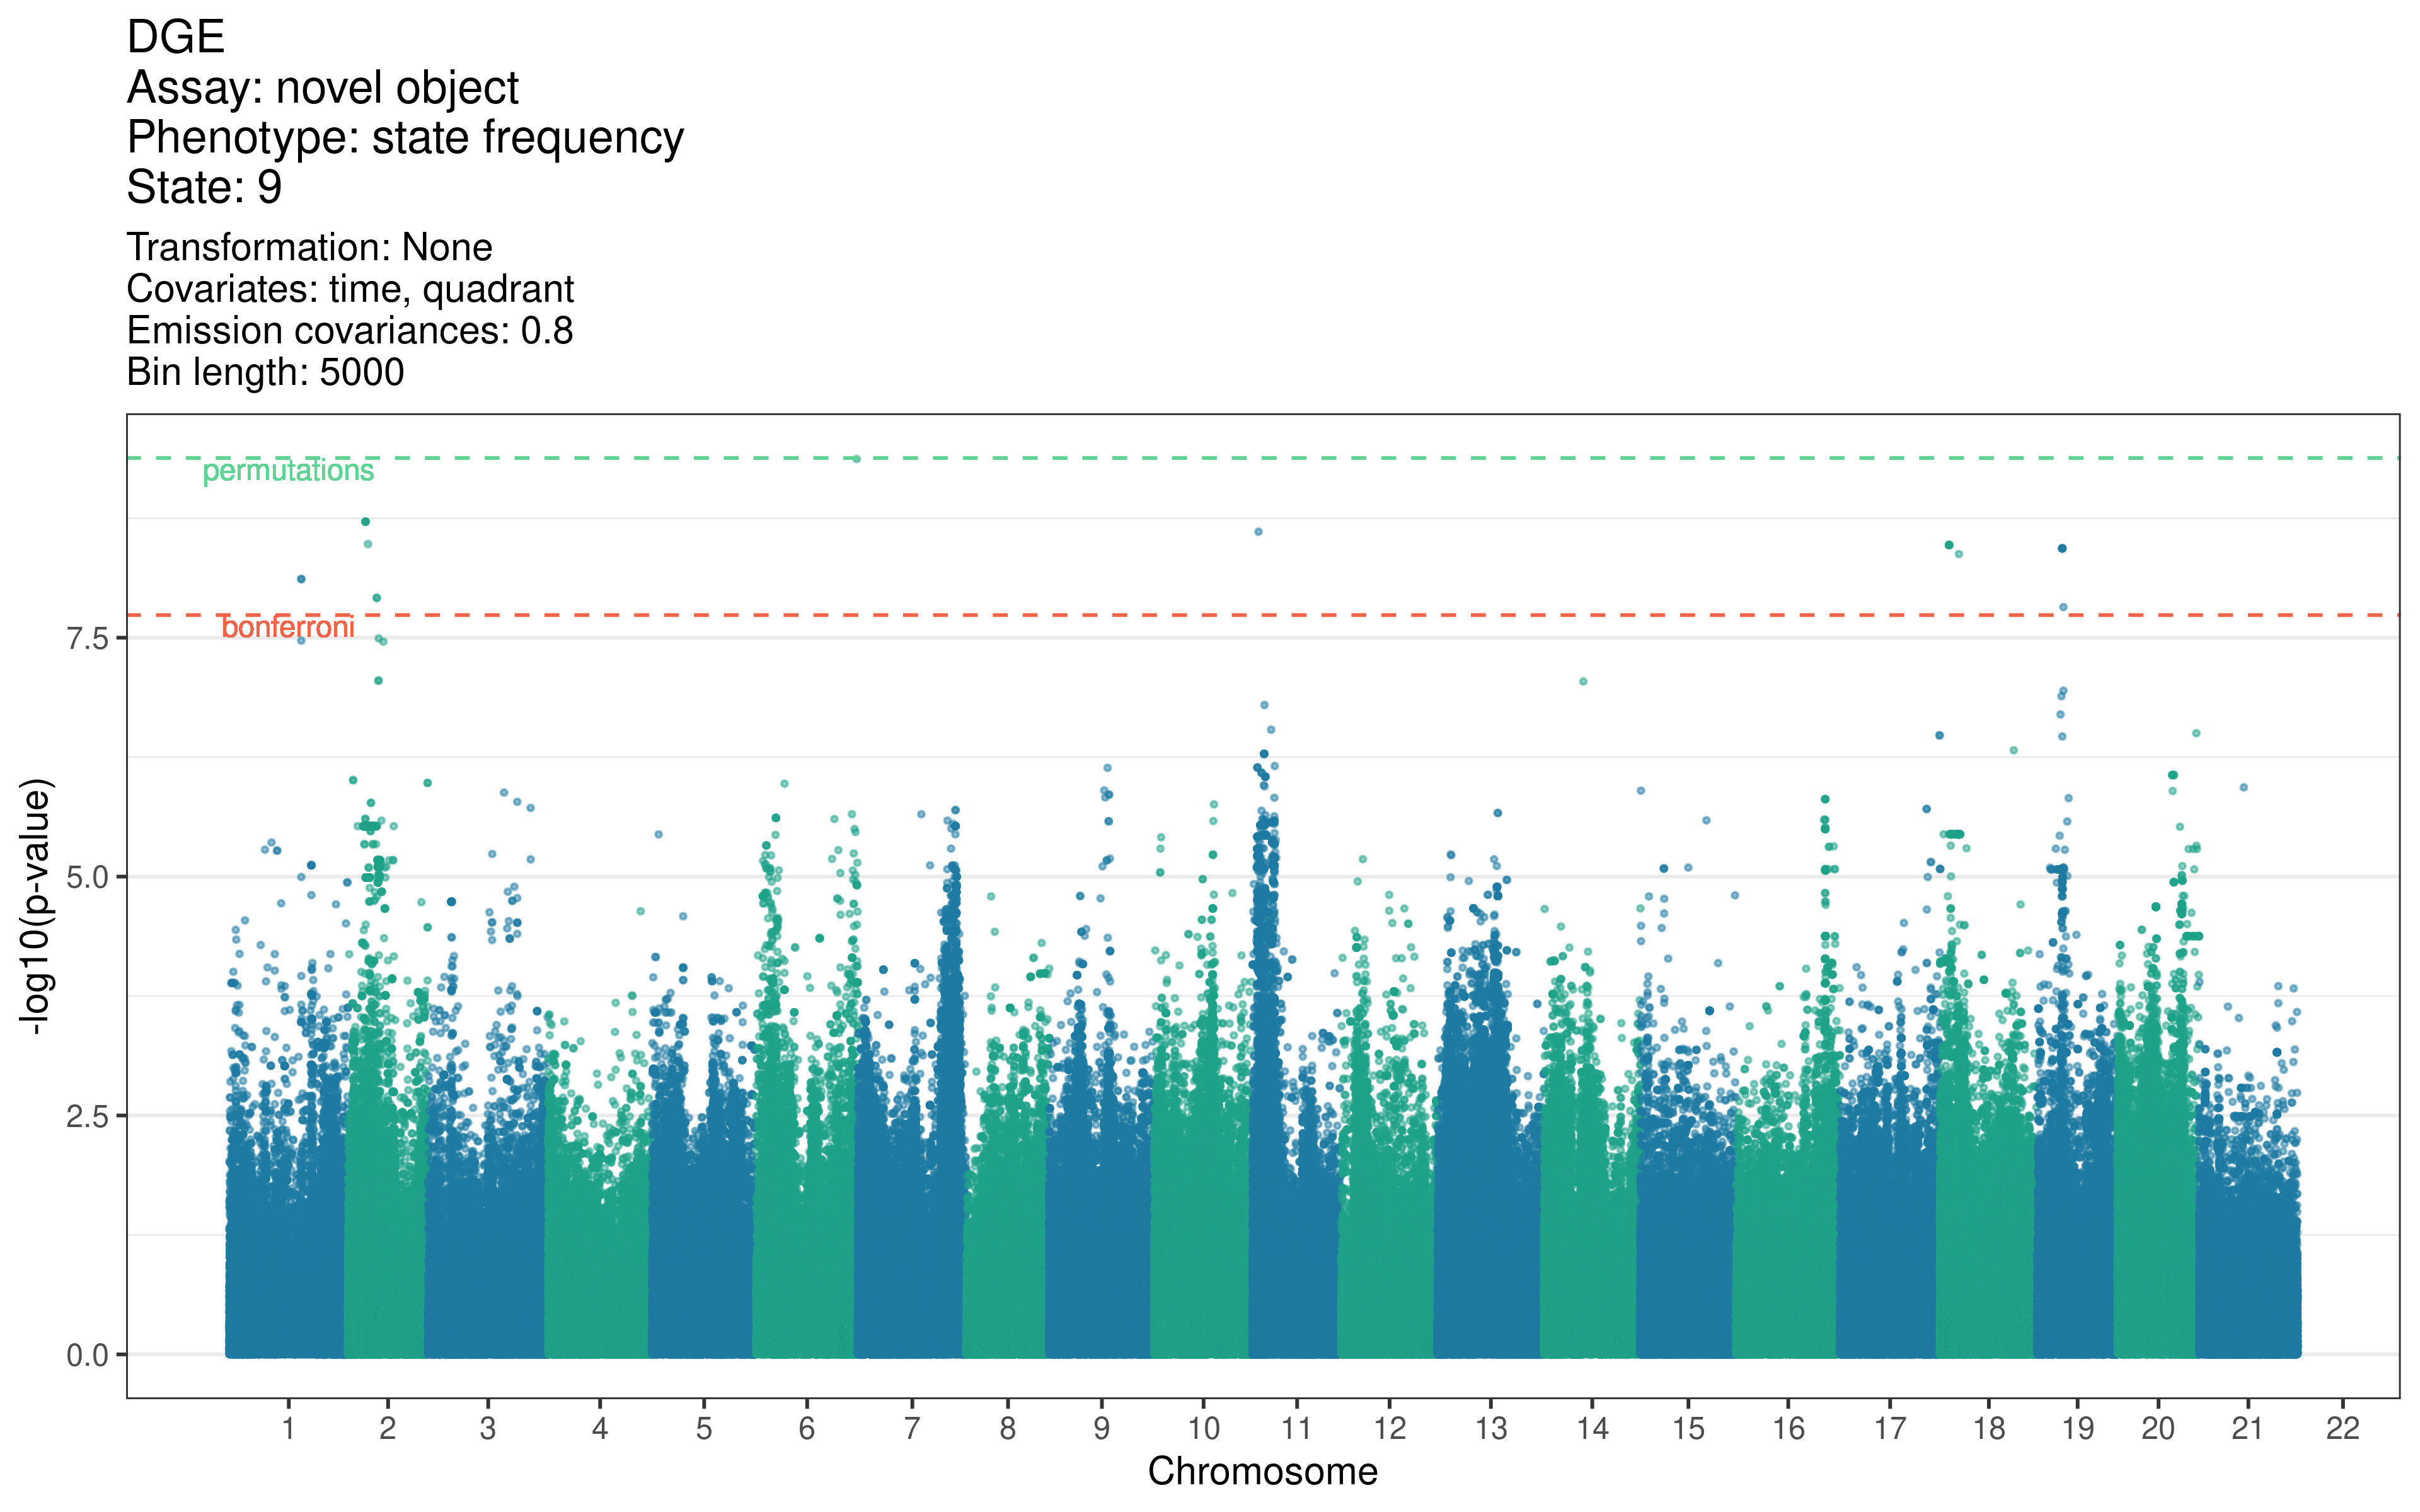 DGE
Assay: novel object
Phenotype: state frequency
State: 9
Transformation: None
Covariates: time, quadrant
Emission covariances: 0.8
Bin length: 5000
permutations
bonferroni
7.5
5.0
2.5
0.0
-log10(p-value)
1 2 3 4 5 6 7 8 9 10 11 12 13 14 15 16 17 18 19 20 21 22
Chromosome